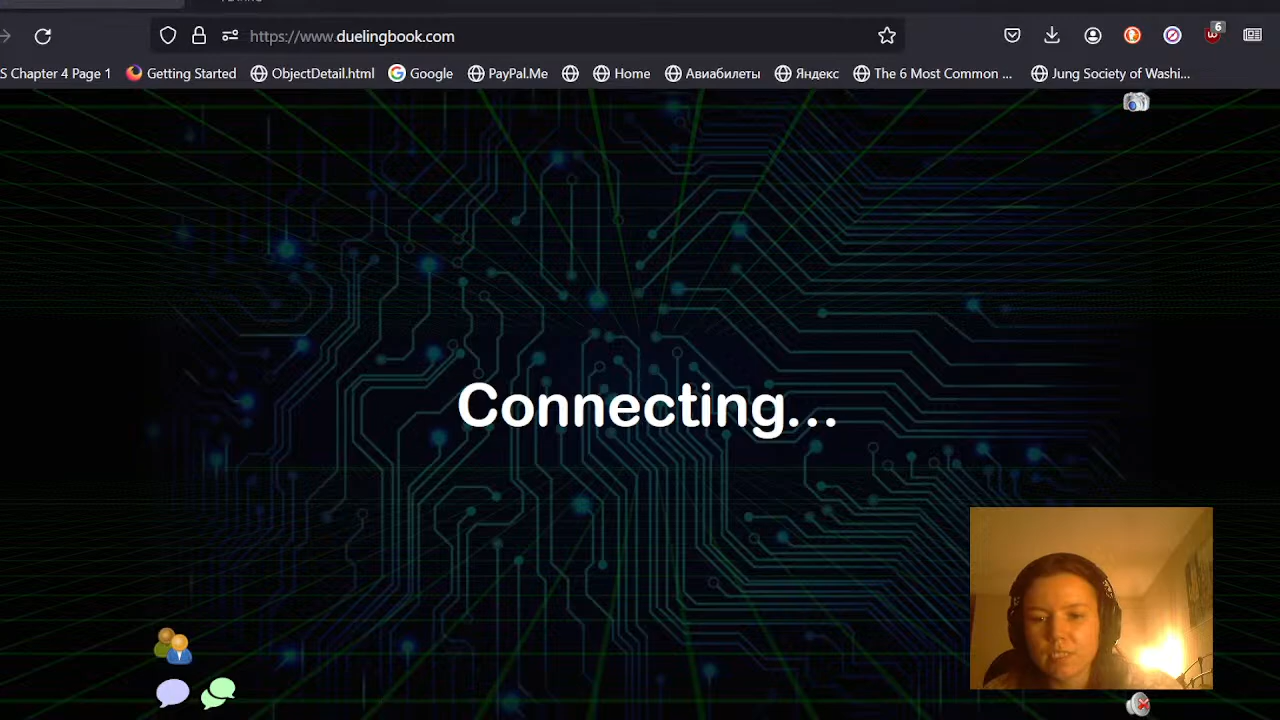 https://www.duelingbook.com
6
S Chapter 4 Page 1 Getting Started ObjectDetail.html Google PayPal.Me Home Авиабилеты Яндекс The 6 Most Common ... Jung Society of Washi...
Connecting...